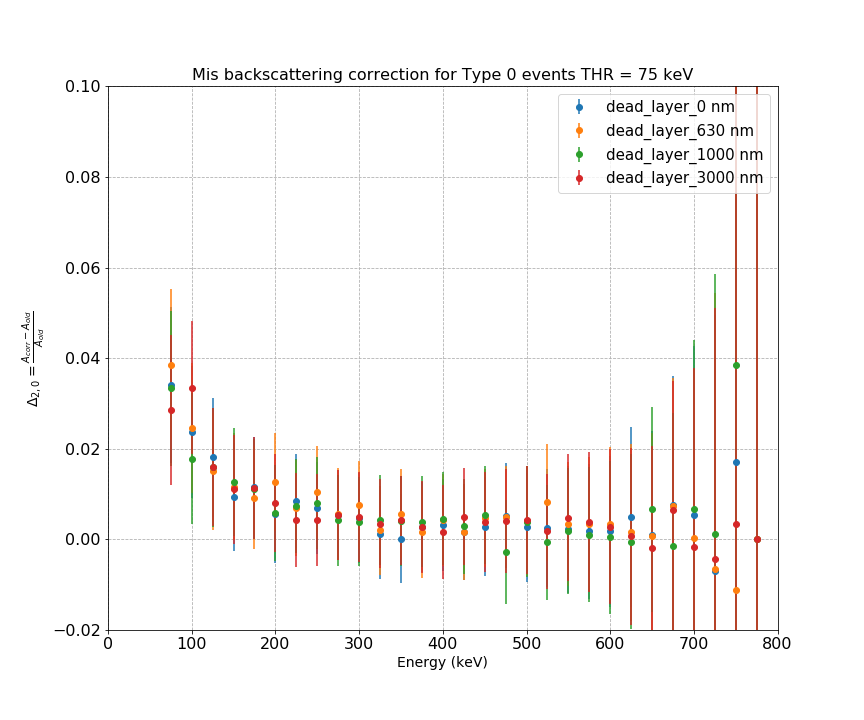 Mis backscattering correction for Type 0 events THR = 75 keV
0.10
0.08
0.06
0.04
0.02
0.00
−0.02
Δ2,0 = (Acorr − Aold)/Aold
dead_layer_0 nm
dead_layer_630 nm
dead_layer_1000 nm
dead_layer_3000 nm
0 100 200 300 400 500 600 700 800
Energy (keV)